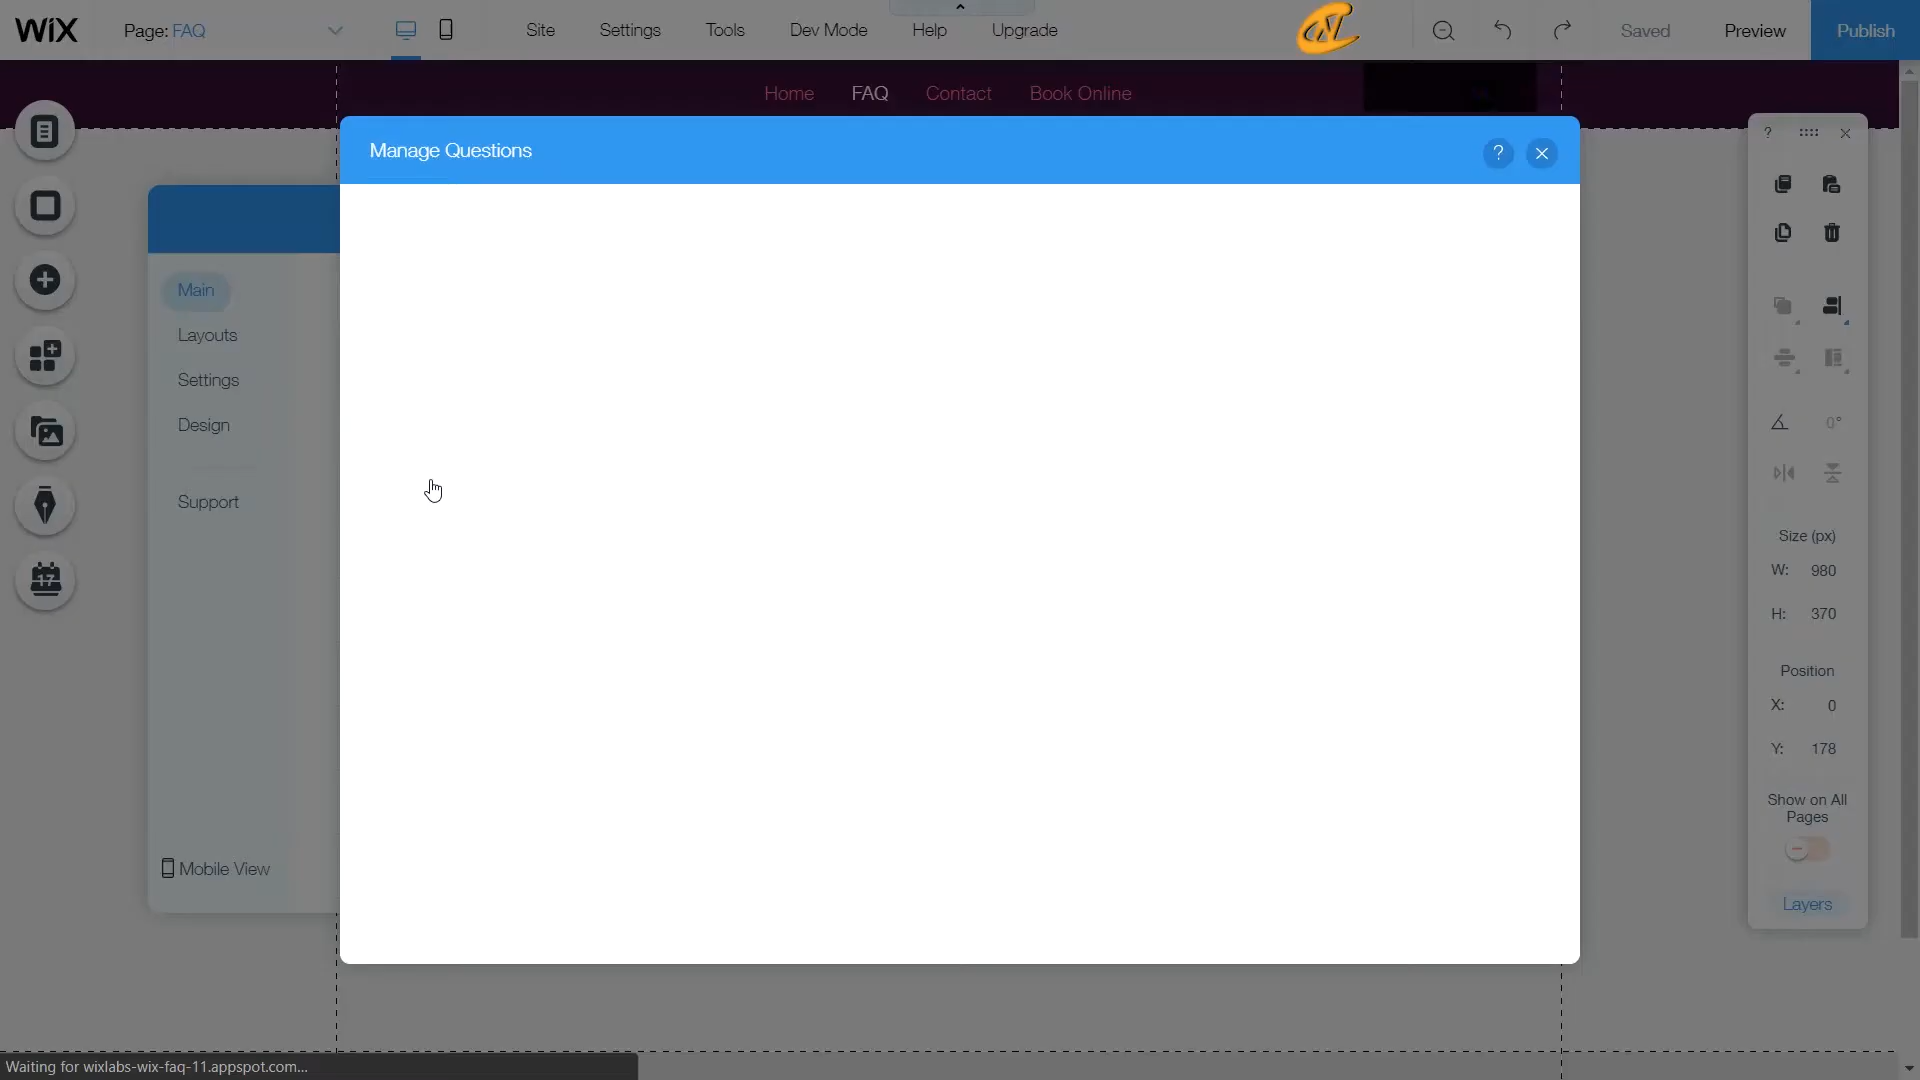 WiX Page: FAQ Site Settings Tools Dev Mode Help Upgrade Saved Preview Publish
Home FAQ Contact Book Online
Manage Questions ? ×
? ×
Main
Layouts
Settings
Design
Support
Mobile View
17
0°
Size (px)
W: 980
H: 370
Position
X: 0
Y: 178
Show on All
Pages
Layers
Waiting for wixlabs-wix-faq-11.appspot.com...